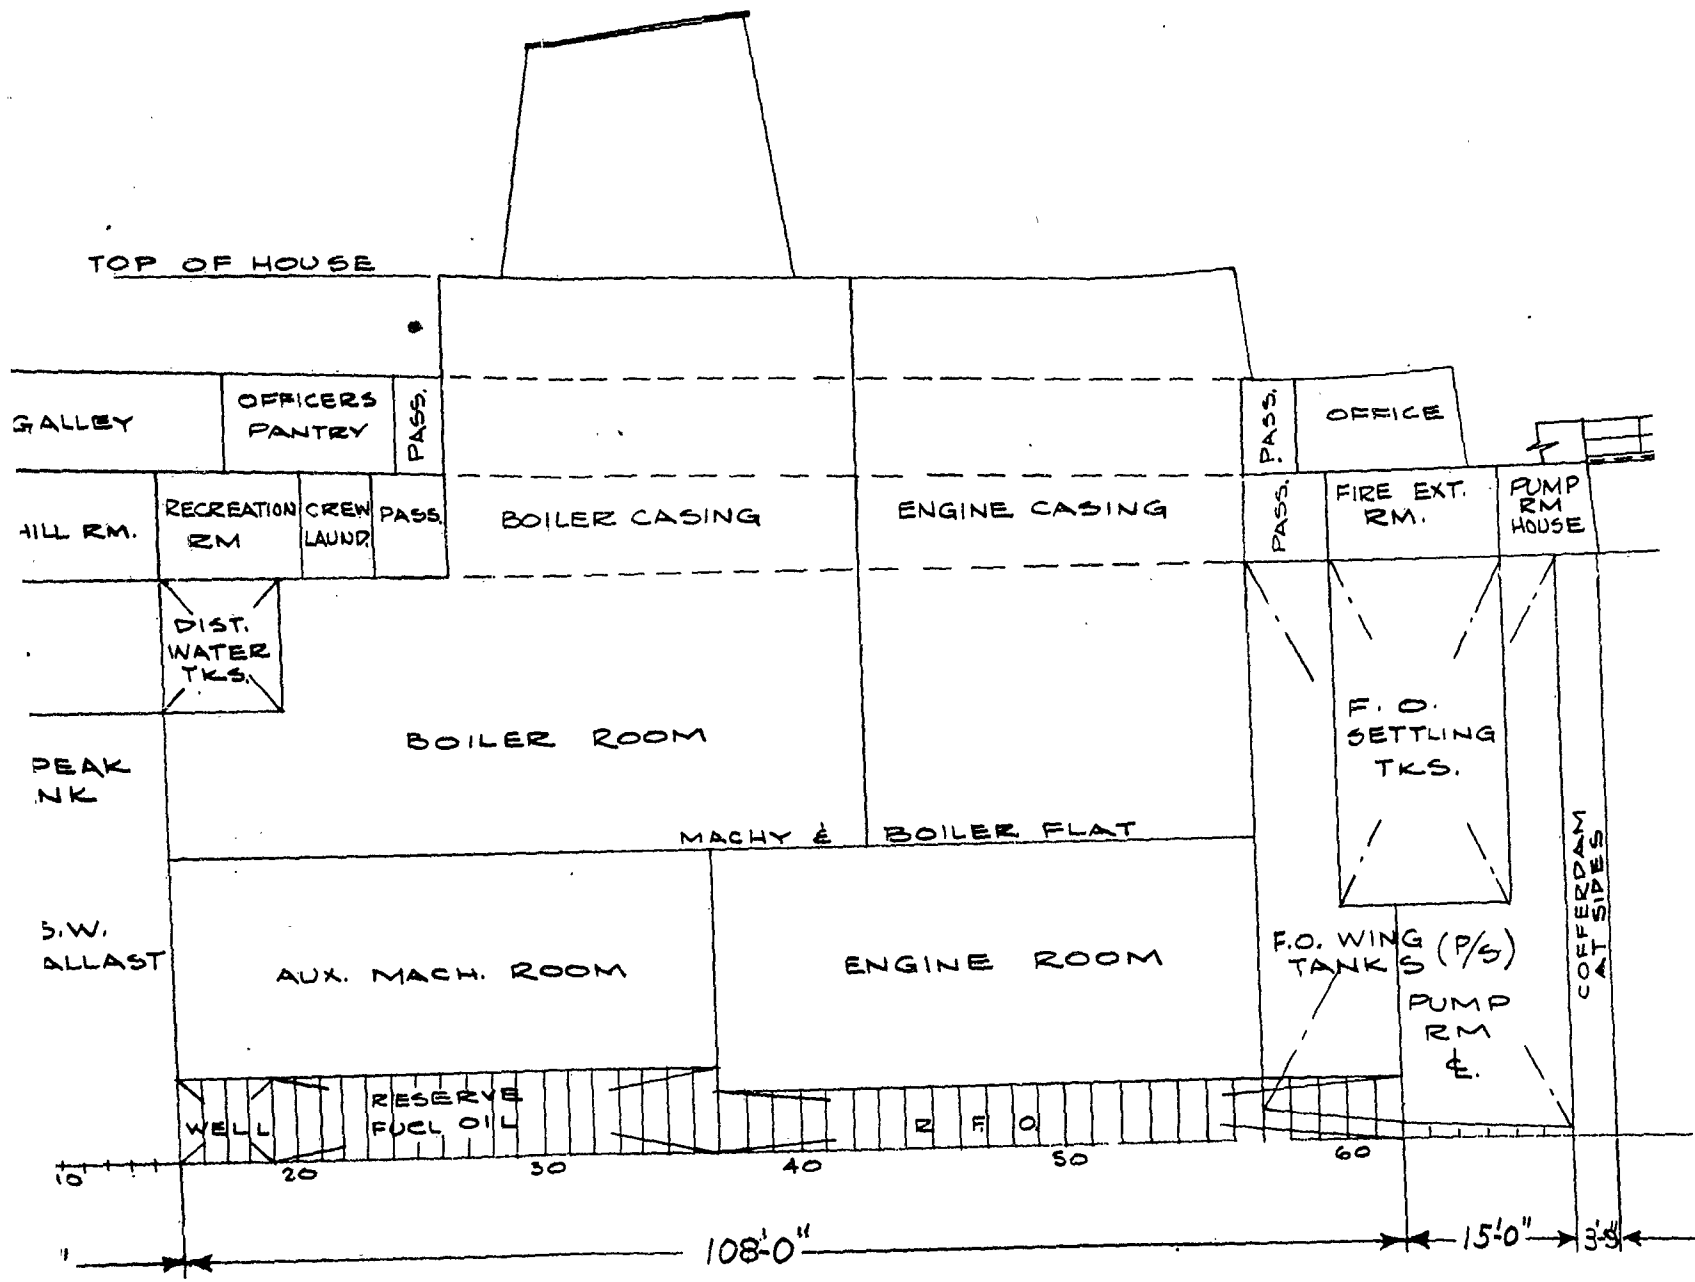 TOP OF HOUSE
GALLEY
OFFICERS
PANTRY
PASS.
PASS.
OFFICE
HILL RM.
RECREATION
RM
CREW
LAUND.
PASS.
BOILER CASING
ENGINE CASING
PASS.
FIRE EXT.
RM.
PUMP
RM
HOUSE
DIST.
WATER
TKS.
F. O.
SETTLING
TKS.
PEAK
NK
BOILER ROOM
MACHY & BOILER FLAT
COFFERDAM
AT SIDES
S.W.
ALLAST
AUX. MACH. ROOM
ENGINE ROOM
F.O. WING (P/S)
TANKS
PUMP
RM
℄.
WELL
RESERVE
FUEL OIL
R F O
10 20 30 40 50 60
" 108'-0" 15'-0"